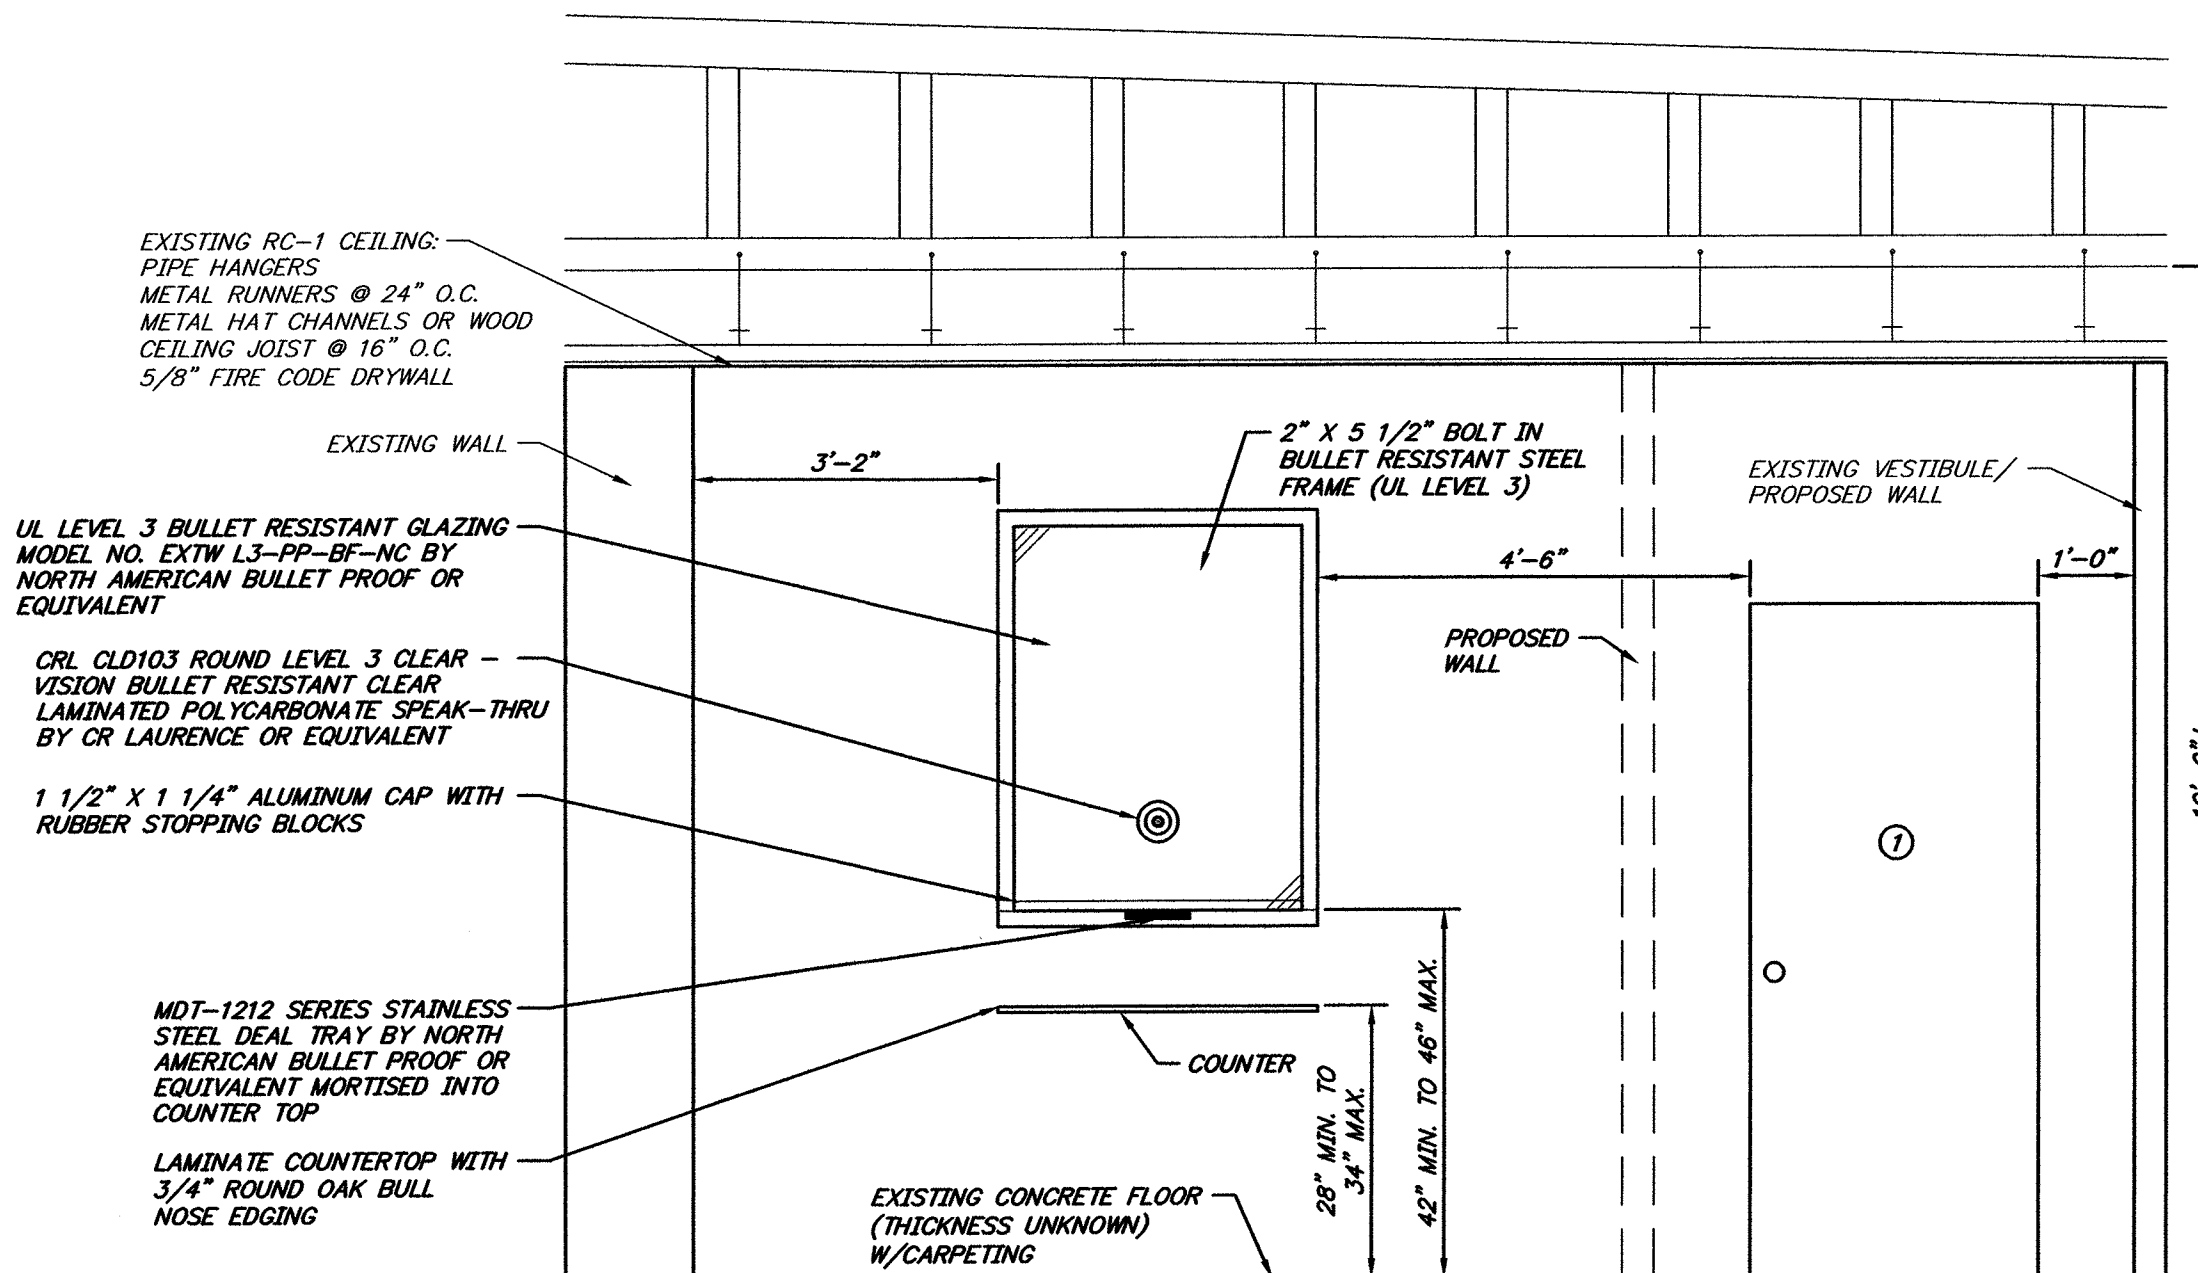 EXISTING RC-1 CEILING:
PIPE HANGERS
METAL RUNNERS @ 24" O.C.
METAL HAT CHANNELS OR WOOD
CEILING JOIST @ 16" O.C.
5/8" FIRE CODE DRYWALL
EXISTING WALL
3'-2"
2" X 5 1/2" BOLT IN
BULLET RESISTANT STEEL
FRAME (UL LEVEL 3)
EXISTING VESTIBULE/
PROPOSED WALL
UL LEVEL 3 BULLET RESISTANT GLAZING
MODEL NO. EXTW L3-PP-BF-NC BY
NORTH AMERICAN BULLET PROOF OR
EQUIVALENT
4'-6"
1'-0"
PROPOSED
WALL
CRL CLD103 ROUND LEVEL 3 CLEAR -
VISION BULLET RESISTANT CLEAR
LAMINATED POLYCARBONATE SPEAK-THRU
BY CR LAURENCE OR EQUIVALENT
1 1/2" X 1 1/4" ALUMINUM CAP WITH
RUBBER STOPPING BLOCKS
1
MDT-1212 SERIES STAINLESS
STEEL DEAL TRAY BY NORTH
AMERICAN BULLET PROOF OR
EQUIVALENT MORTISED INTO
COUNTER TOP
COUNTER
28" MIN. TO
34" MAX.
42" MIN. TO 46" MAX.
LAMINATE COUNTERTOP WITH
3/4" ROUND OAK BULL
NOSE EDGING
EXISTING CONCRETE FLOOR
(THICKNESS UNKNOWN)
W/CARPETING